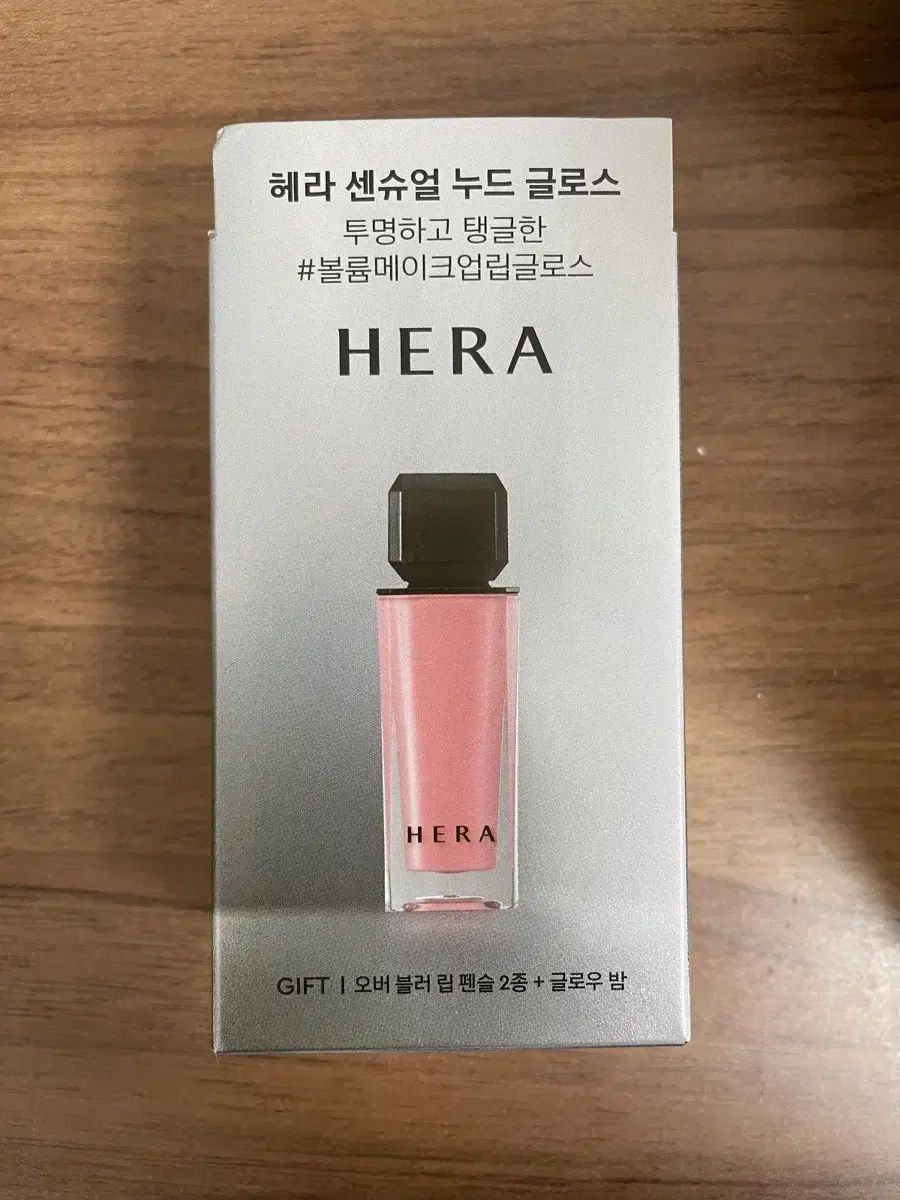 헤라 센슈얼 누드 글로스
투명하고 탱글한
#볼륨메이크업립글로스
HERA
HERA
GIFT | 오버 블러 립 펜슬 2종 + 글로우 밤